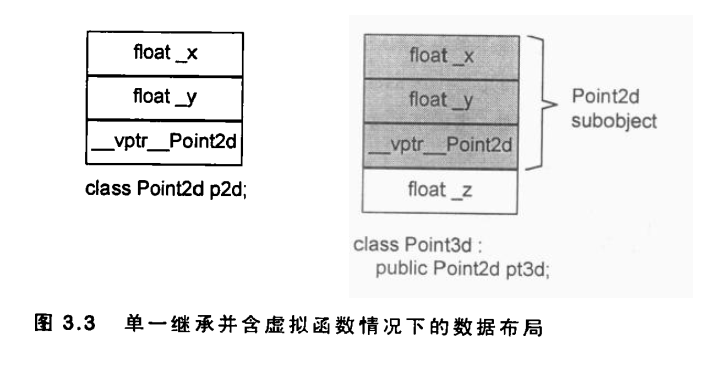 float _x
float _y
__vptr__Point2d
class Point2d p2d;
float _x
float _y
__vptr__Point2d
float _z
Point2d
subobject
class Point3d :
public Point2d pt3d;
图 3.3 单一继承并含虚拟函数情况下的数据布局